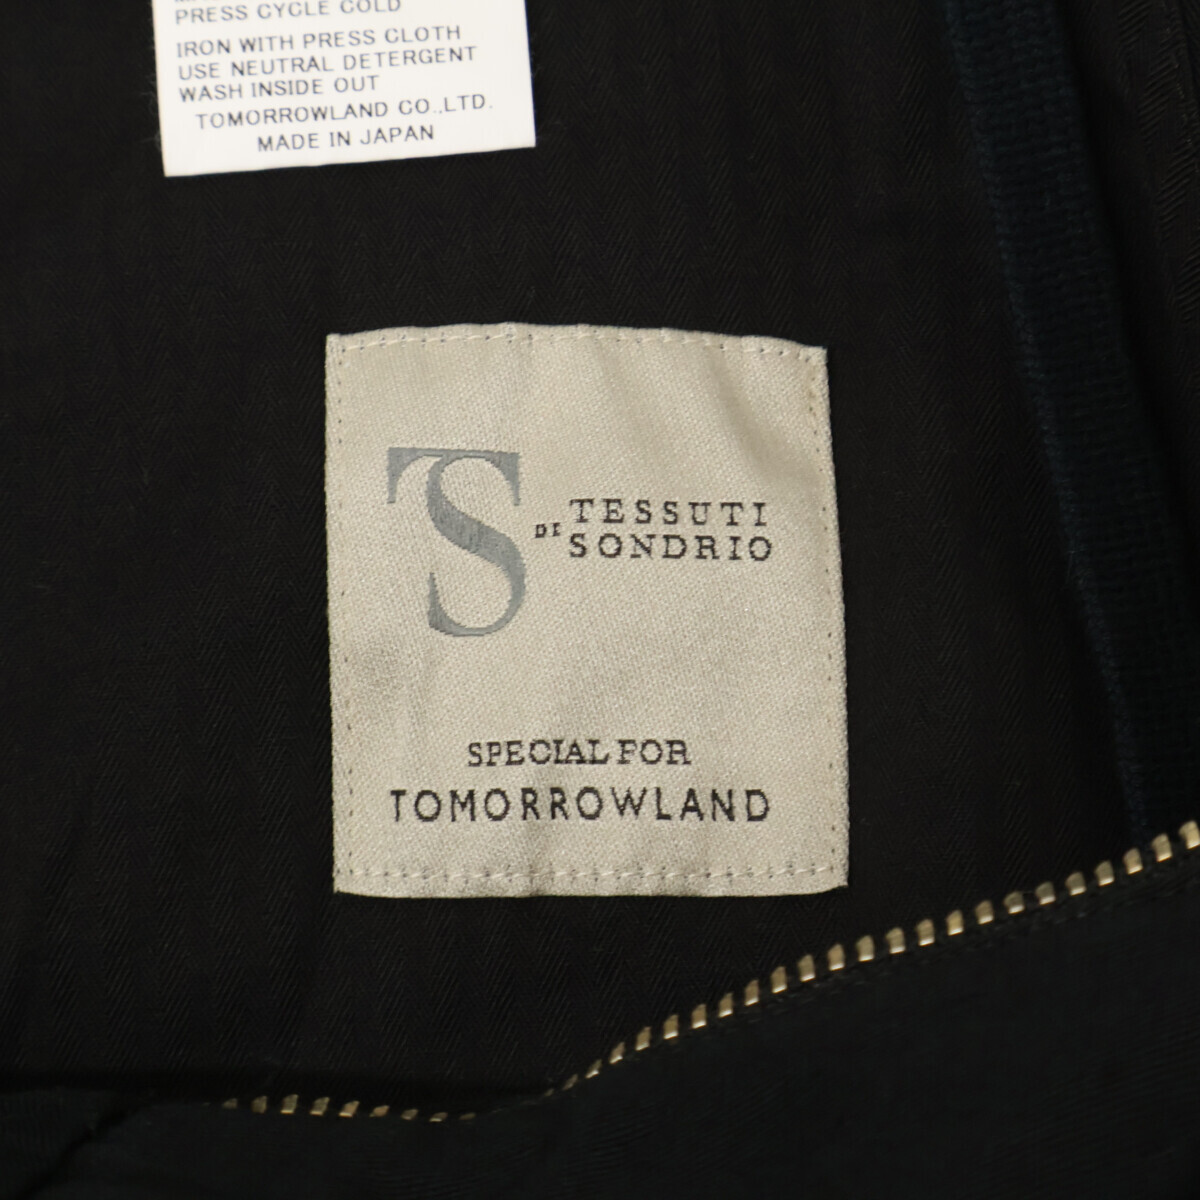 PRESS CYCLE COLD
IRON WITH PRESS CLOTH
USE NEUTRAL DETERGENT
WASH INSIDE OUT
TOMORROWLAND CO.,LTD.
MADE IN JAPAN
TS DI TESSUTI
SONDRIO
SPECIAL FOR
TOMORROWLAND